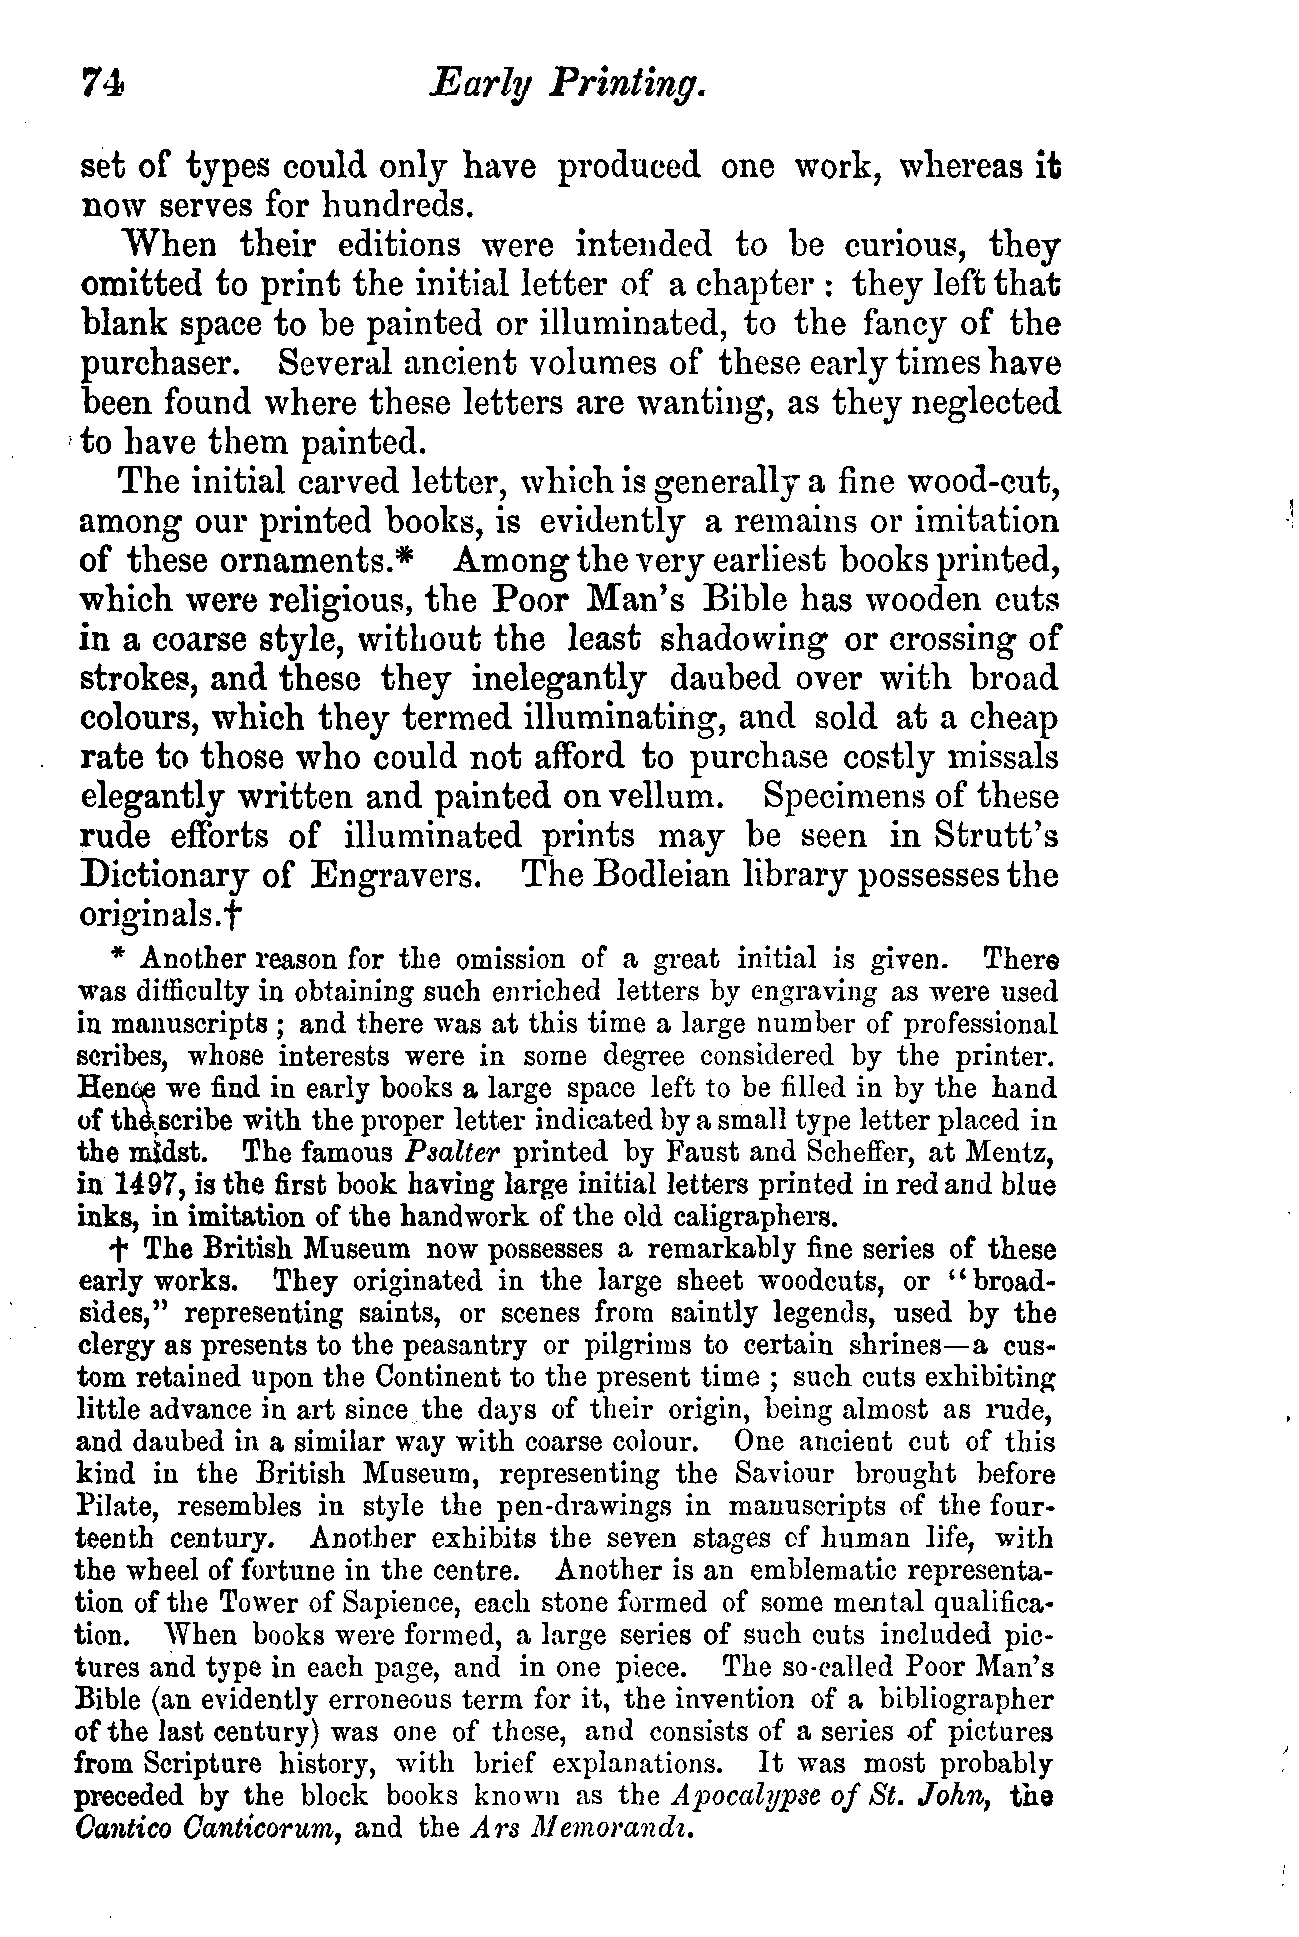 74 Early Printing.
set of types could only have produced one work, whereas it
now serves for hundreds.
When their editions were intended to be curious, they
omitted to print the initial letter of a chapter : they left that
blank space to be painted or illuminated, to the fancy of the
purchaser. Several ancient volumes of these early times have
been found where these letters are wanting, as they neglected
to have them painted.
The initial carved letter, which is generally a fine wood-cut,
among our printed books, is evidently a remains or imitation
of these ornaments.* Among the very earliest books printed,
which were religious, the Poor Man's Bible has wooden cuts
in a coarse style, without the least shadowing or crossing of
strokes, and these they inelegantly daubed over with broad
colours, which they termed illuminating, and sold at a cheap
rate to those who could not afford to purchase costly missals
elegantly written and painted on vellum. Specimens of these
rude efforts of illuminated prints may be seen in Strutt's
Dictionary of Engravers. The Bodleian library possesses the
originals.†
* Another reason for the omission of a great initial is given. There
was difficulty in obtaining such enriched letters by engraving as were used
in manuscripts ; and there was at this time a large number of professional
scribes, whose interests were in some degree considered by the printer.
Hence we find in early books a large space left to be filled in by the hand
of the scribe with the proper letter indicated by a small type letter placed in
the midst. The famous Psalter printed by Faust and Scheffer, at Mentz,
in 1497, is the first book having large initial letters printed in red and blue
inks, in imitation of the handwork of the old caligraphers.
† The British Museum now possesses a remarkably fine series of these
early works. They originated in the large sheet woodcuts, or "broad-
sides," representing saints, or scenes from saintly legends, used by the
clergy as presents to the peasantry or pilgrims to certain shrines—a cus-
tom retained upon the Continent to the present time ; such cuts exhibiting
little advance in art since the days of their origin, being almost as rude,
and daubed in a similar way with coarse colour. One ancient cut of this
kind in the British Museum, representing the Saviour brought before
Pilate, resembles in style the pen-drawings in manuscripts of the four-
teenth century. Another exhibits the seven stages of human life, with
the wheel of fortune in the centre. Another is an emblematic representa-
tion of the Tower of Sapience, each stone formed of some mental qualifica-
tion. When books were formed, a large series of such cuts included pic-
tures and type in each page, and in one piece. The so-called Poor Man's
Bible (an evidently erroneous term for it, the invention of a bibliographer
of the last century) was one of these, and consists of a series of pictures
from Scripture history, with brief explanations. It was most probably
preceded by the block books known as the Apocalypse of St. John, the
Cantico Canticorum, and the Ars Memorandi.